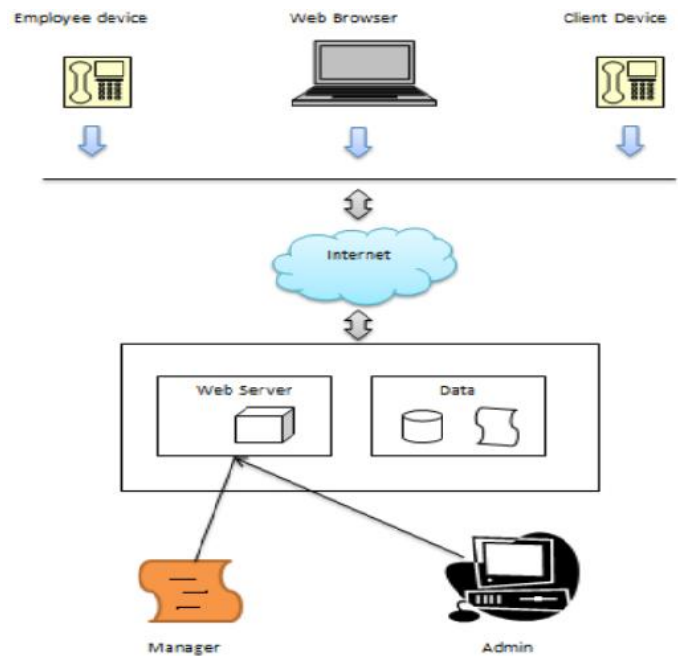 Employee device
Web Browser
Client Device
Internet
Web Server
Data
Manager
Admin